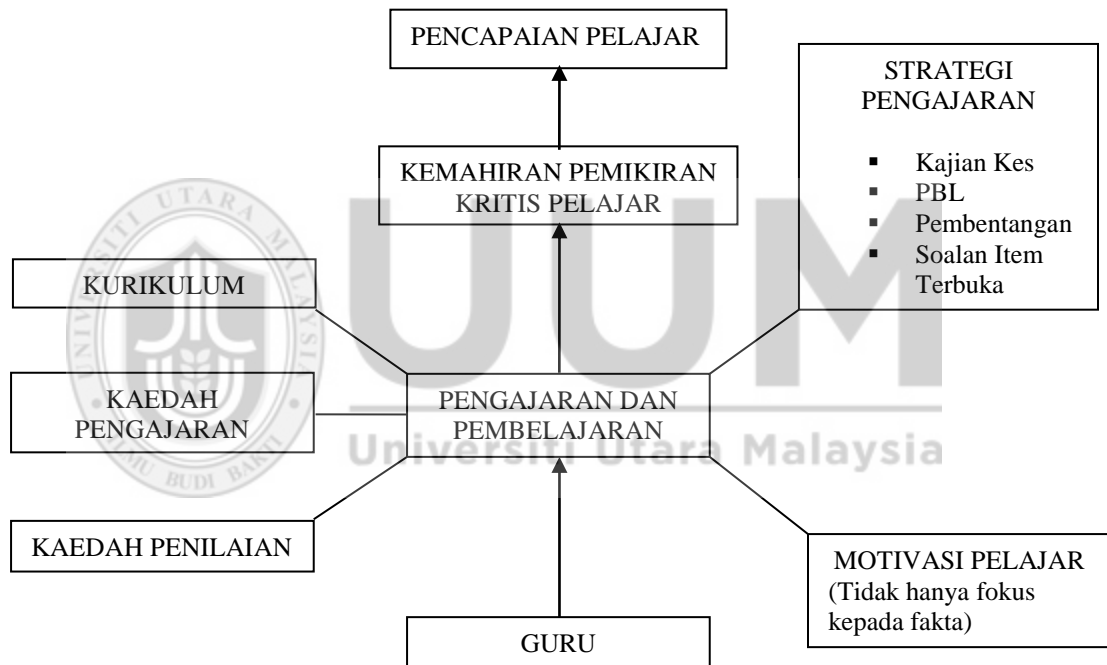 PENCAPAIAN PELAJAR
STRATEGI
PENGAJARAN
▪ Kajian Kes
▪ PBL
▪ Pembentangan
▪ Soalan Item
Terbuka
KEMAHIRAN PEMIKIRAN
KRITIS PELAJAR
KURIKULUM
KAEDAH
PENGAJARAN
PENGAJARAN DAN
PEMBELAJARAN
KAEDAH PENILAIAN
MOTIVASI PELAJAR
(Tidak hanya fokus
kepada fakta)
GURU
UUM
Universiti Utara Malaysia
UNIVERSITI UTARA MALAYSIA
ILMU BUDI BAKTI